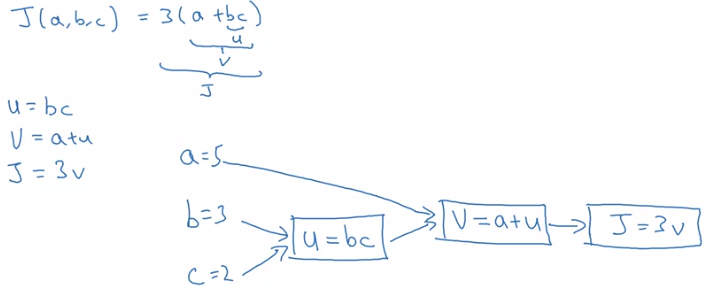 J(a,b,c) = 3(a+bc)
u
V
J
u = bc
V = a+u
J = 3v
a=5
b=3
c=2
u = bc
V = a+u
J = 3v